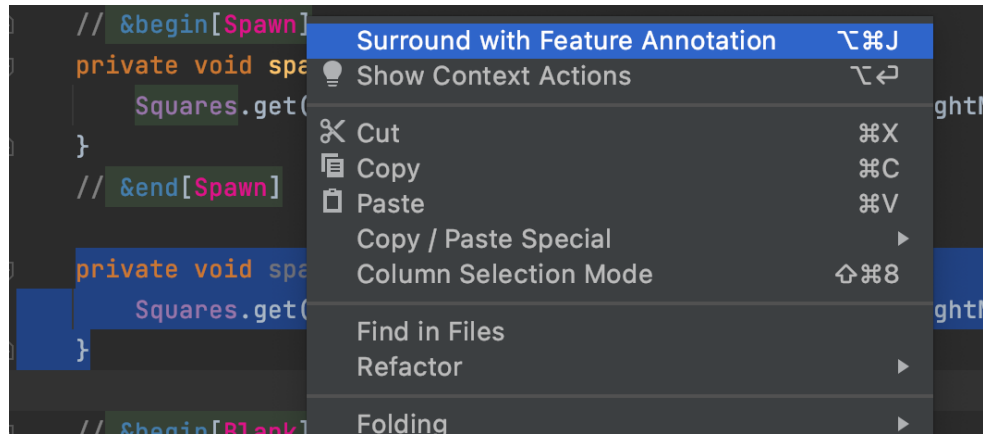 // &begin[Spawn]
private void spa
Squares.get(
ghtM
}
// &end[Spawn]
private void spa
Squares.get(
ghtM
}
// &begin[Blank]
Surround with Feature Annotation ⌥⌘J
Show Context Actions ⌥⏎
Cut ⌘X
Copy ⌘C
Paste ⌘V
Copy / Paste Special
Column Selection Mode ⇧⌘8
Find in Files
Refactor
Folding